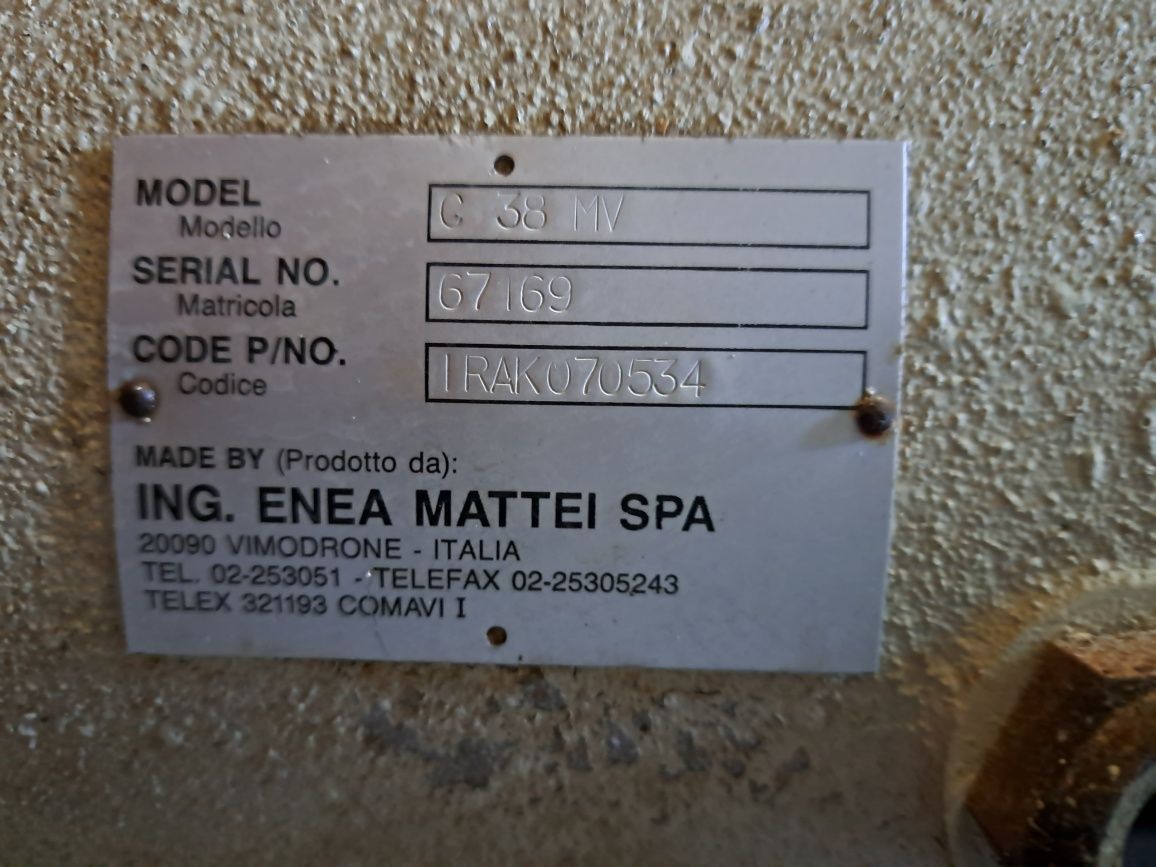 MODEL G 38 MV
Modello
SERIAL NO. 67169
Matricola
CODE P/NO. IRAK070534
Codice
MADE BY (Prodotto da):
ING. ENEA MATTEI SPA
20090 VIMODRONE - ITALIA
TEL. 02-253051 - TELEFAX 02-25305243
TELEX 321193 COMAVI I